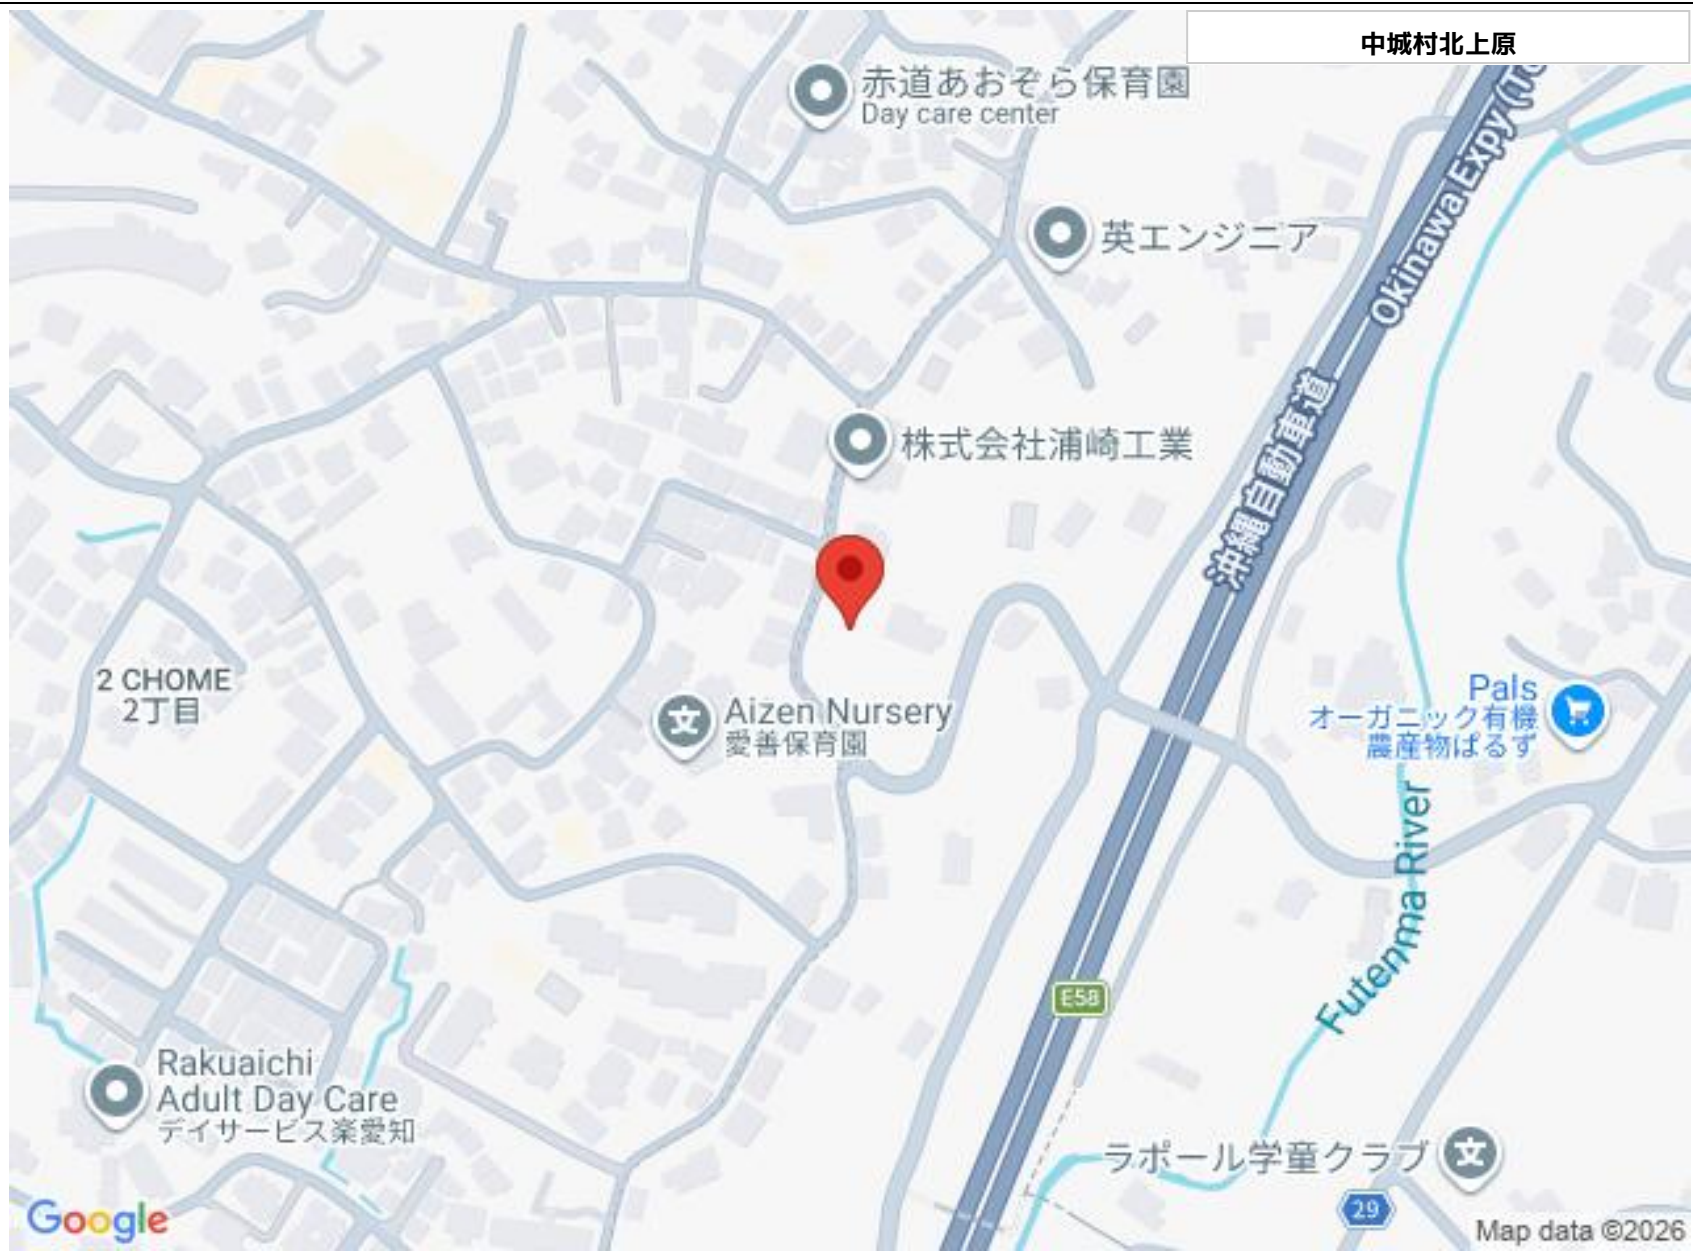 中城村北上原
赤道あおぞら保育園
Day care center
英エンジニア
Okinawa Expy (To
株式会社浦崎工業
沖縄自動車道
2 CHOME
2丁目
Aizen Nursery
愛善保育園
Pals
オーガニック有機
農産物ぱるず
Futenma River
E58
Rakuaichi
Adult Day Care
デイサービス楽愛知
ラポール学童クラブ
29
Google
Map data ©2026